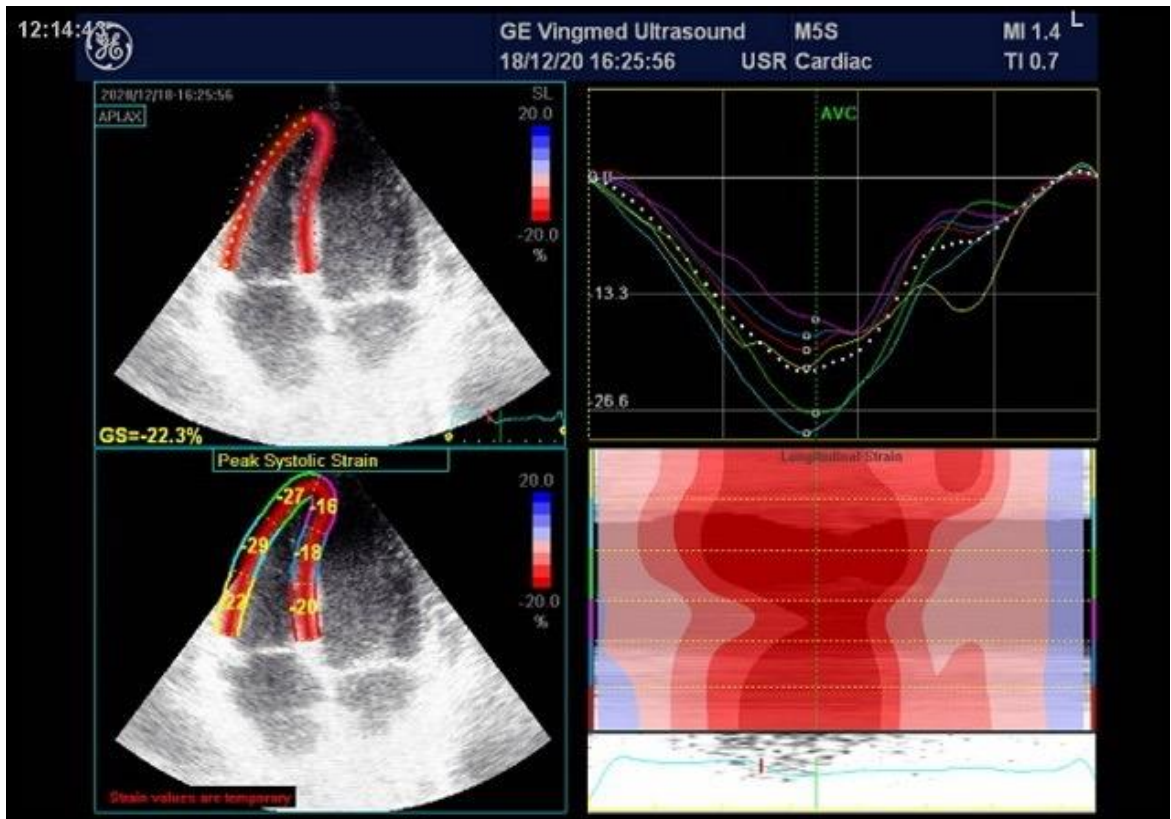 12:14:43
GE
GE Vingmed Ultrasound M5S MI 1.4 L
18/12/20 16:25:56 USR Cardiac TI 0.7
2020/12/18-16:25:56
APLAX
SL
20.0
-20.0
%
GS=-22.3%
AVC
-13.3
-26.6
Peak Systolic Strain
20.0
-27 -16
-29 -18
-22 -20
-20.0
%
Strain values are temporary
Longitudinal Strain